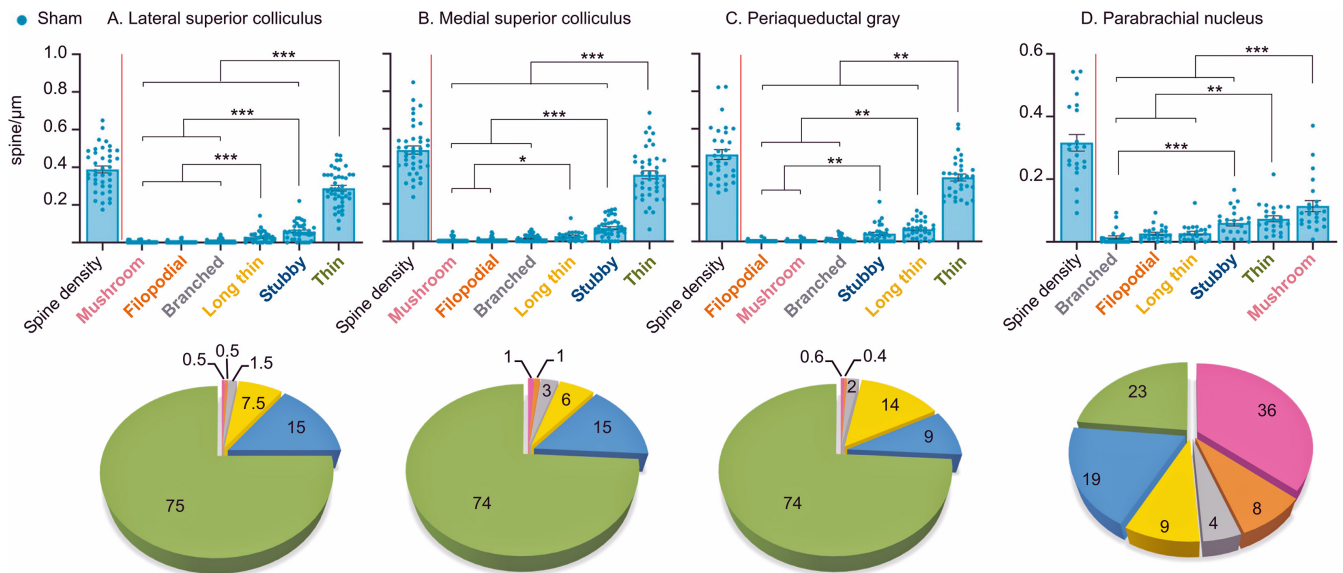 Sham
A. Lateral superior colliculus
B. Medial superior colliculus
C. Periaqueductal gray
D. Parabrachial nucleus
spine/µm
1.0
0.8
0.6
0.4
0.2
***
***
***
Spine density
Mushroom
Filopodial
Branched
Long thin
Stubby
Thin
***
***
*
Spine density
Mushroom
Filopodial
Branched
Long thin
Stubby
Thin
**
**
**
Spine density
Filopodial
Mushroom
Branched
Stubby
Long thin
Thin
0.6
0.4
0.2
***
**
***
Spine density
Branched
Filopodial
Long thin
Stubby
Thin
Mushroom
0.5
0.5
1.5
7.5
15
75
1
1
3
6
15
74
0.6
0.4
2
14
9
74
23
36
19
9
4
8